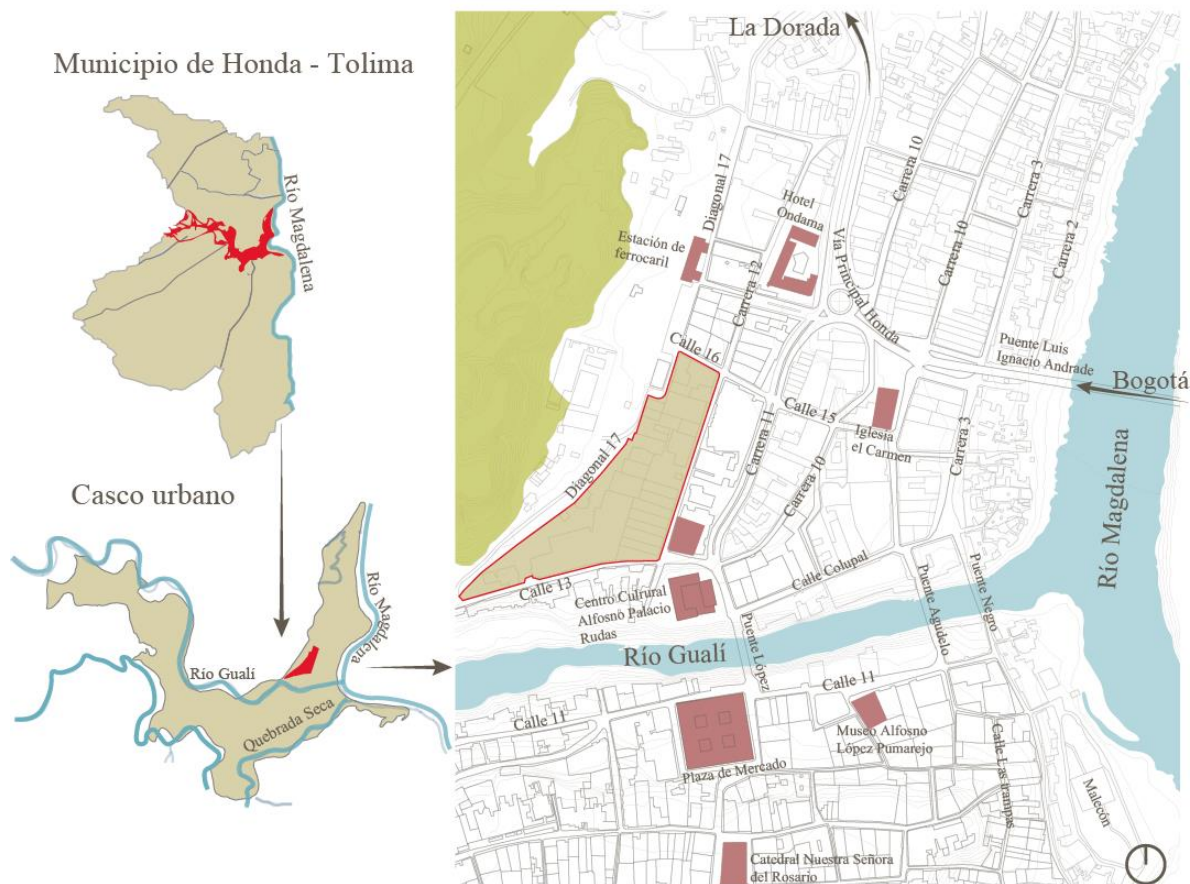 Municipio de Honda - Tolima
Río Magdalena
Casco urbano
Río Gualí
Quebrada Seca
Río Magdalena
La Dorada
Diagonal 17
Hotel
Ondama
Estación de
ferrocaril
Carrera 12
Vía Principal Honda
Carrera 10
Carrera 10
Carrera 3
Carrera 2
Puente Luis
Ignacio Andrade
Bogotá
Calle 16
Calle 15
Carrera 11
Carrera 10
Iglesia
el Carmen
Carrera 3
Diagonal 17
Río Magdalena
Calle 13
Centro Culrural
Alfosno Palacio
Rudas
Calle Colupal
Puente Agudelo
Puente Negro
Puente López
Río Gualí
Calle 11
Calle 11
Museo Alfosno
López Pumarejo
Plaza de Mercado
Calle Las trampas
Malecón
Catedral Nuestra Señora
del Rosario